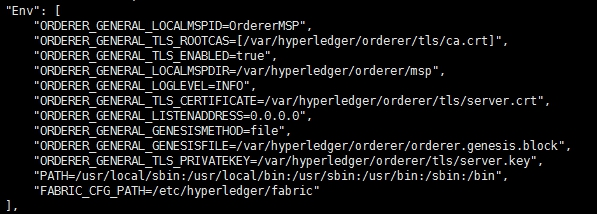 "Env": [
"ORDERER_GENERAL_LOCALMSPID=OrdererMSP",
"ORDERER_GENERAL_TLS_ROOTCAS=[/var/hyperledger/orderer/tls/ca.crt]",
"ORDERER_GENERAL_TLS_ENABLED=true",
"ORDERER_GENERAL_LOCALMSPDIR=/var/hyperledger/orderer/msp",
"ORDERER_GENERAL_LOGLEVEL=INFO",
"ORDERER_GENERAL_TLS_CERTIFICATE=/var/hyperledger/orderer/tls/server.crt",
"ORDERER_GENERAL_LISTENADDRESS=0.0.0.0",
"ORDERER_GENERAL_GENESISMETHOD=file",
"ORDERER_GENERAL_GENESISFILE=/var/hyperledger/orderer/orderer.genesis.block",
"ORDERER_GENERAL_TLS_PRIVATEKEY=/var/hyperledger/orderer/tls/server.key",
"PATH=/usr/local/sbin:/usr/local/bin:/usr/sbin:/usr/bin:/sbin:/bin",
"FABRIC_CFG_PATH=/etc/hyperledger/fabric"
],